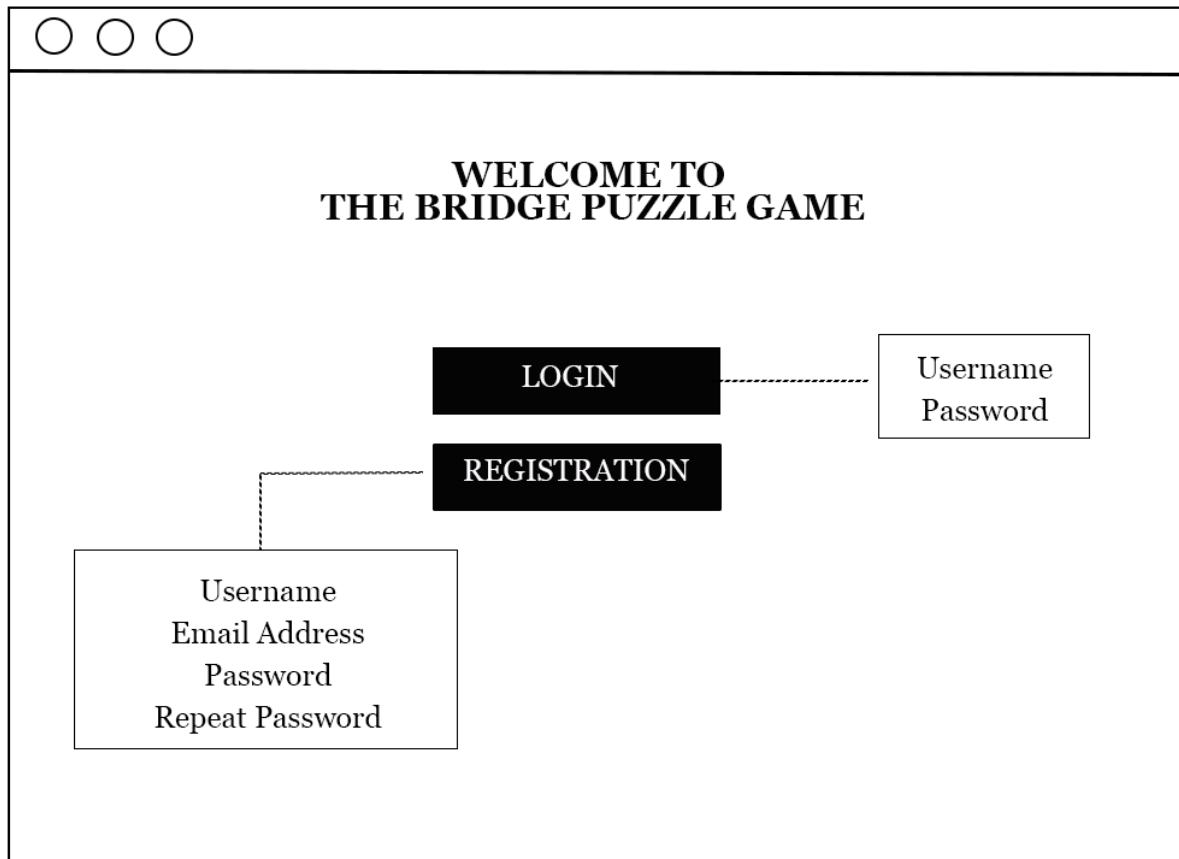 WELCOME TO
THE BRIDGE PUZZLE GAME
LOGIN
Username
Password
REGISTRATION
Username
Email Address
Password
Repeat Password